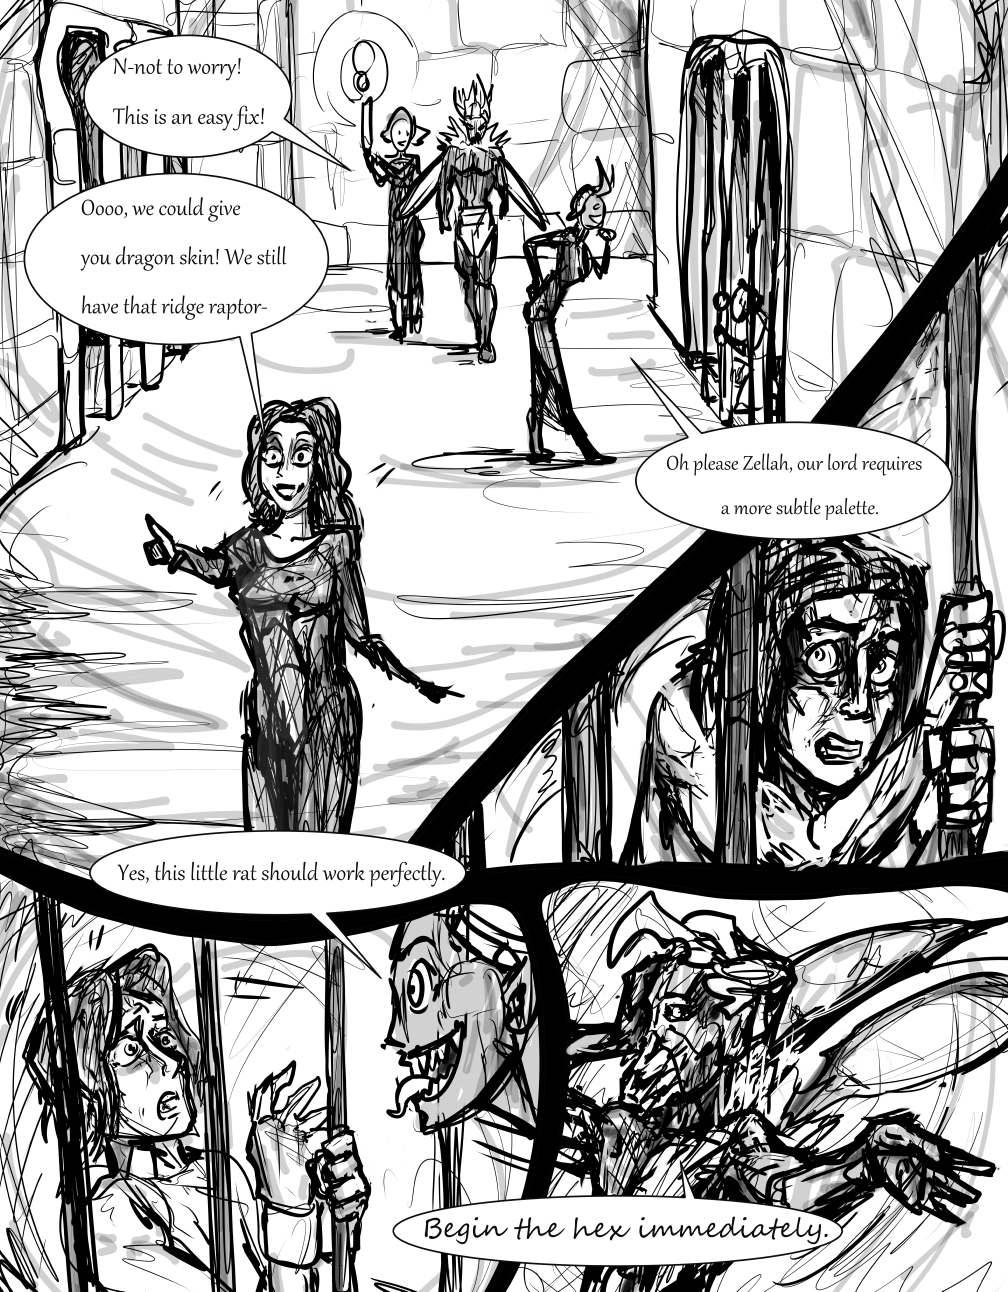 N-not to worry!
This is an easy fix!
Oooo, we could give
you dragon skin! We still
have that ridge raptor-
Oh please Zellah, our lord requires
a more subtle palette.
Yes, this little rat should work perfectly.
Begin the hex immediately.